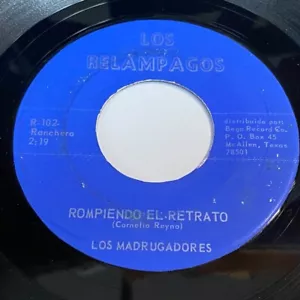 LOS
RELAMPAGOS
R-102
Ranchera
2:19
distribuido por:
Bego Record Co.
P. O. Box 45
McAllen, Texas
78501
ROMPIENDO EL RETRATO
(Cornelio Reyna)
LOS MADRUGADORES